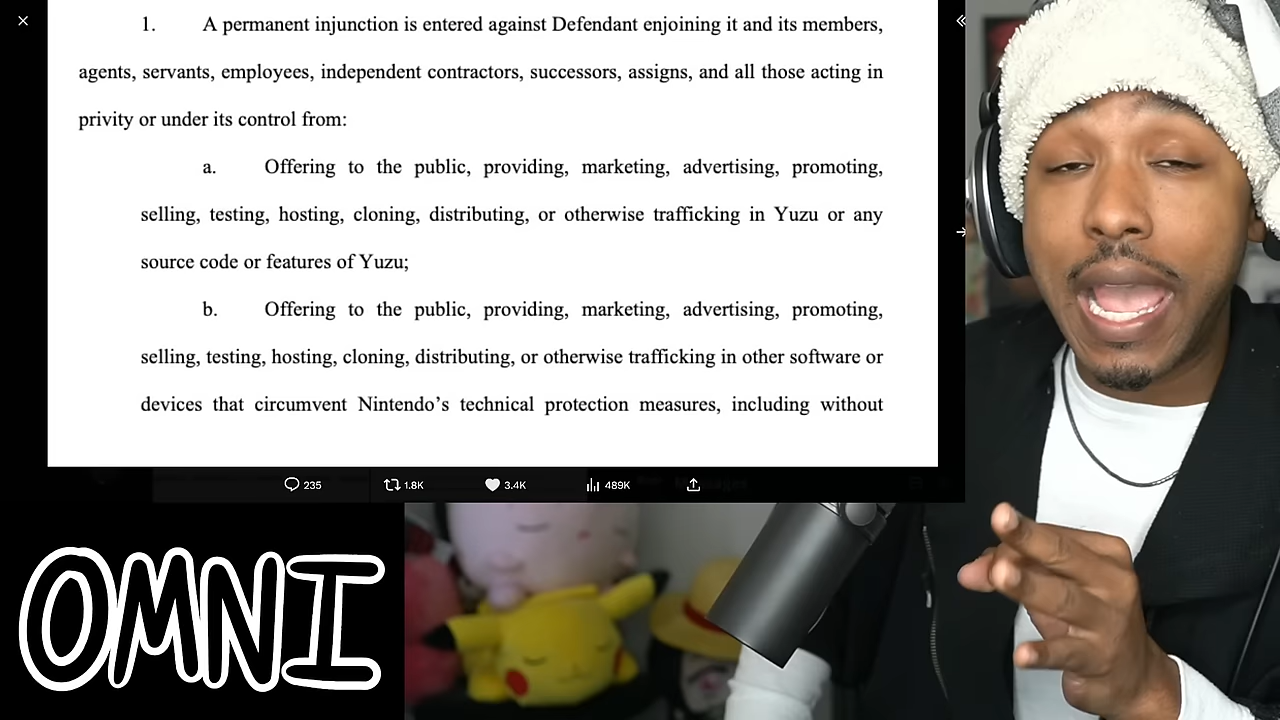 1. A permanent injunction is entered against Defendant enjoining it and its members,
agents, servants, employees, independent contractors, successors, assigns, and all those acting in
privity or under its control from:
a. Offering to the public, providing, marketing, advertising, promoting,
selling, testing, hosting, cloning, distributing, or otherwise trafficking in Yuzu or any
source code or features of Yuzu;
b. Offering to the public, providing, marketing, advertising, promoting,
selling, testing, hosting, cloning, distributing, or otherwise trafficking in other software or
devices that circumvent Nintendo’s technical protection measures, including without
235 1.8K 3.4K 489K
OMNI